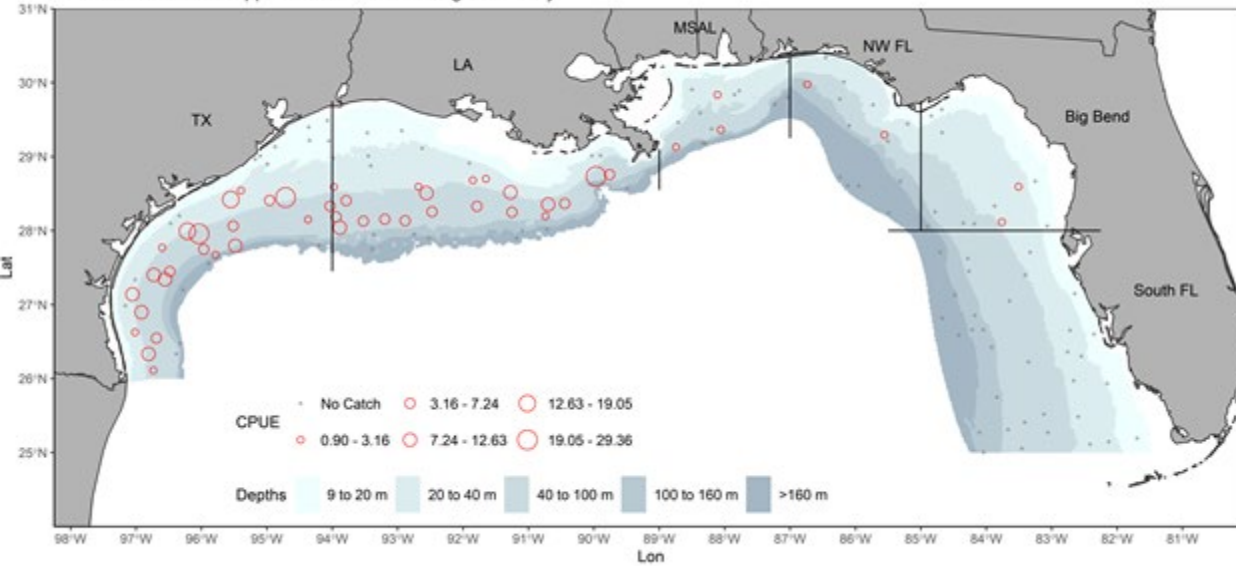 31°N
30°N
29°N
28°N
27°N
26°N
25°N
Lat
MSAL
NW FL
LA
TX
Big Bend
South FL
CPUE
No Catch
3.16 - 7.24
12.63 - 19.05
0.90 - 3.16
7.24 - 12.63
19.05 - 29.36
Depths
9 to 20 m
20 to 40 m
40 to 100 m
100 to 160 m
>160 m
98°W 97°W 96°W 95°W 94°W 93°W 92°W 91°W 90°W 89°W 88°W 87°W 86°W 85°W 84°W 83°W 82°W 81°W
Lon